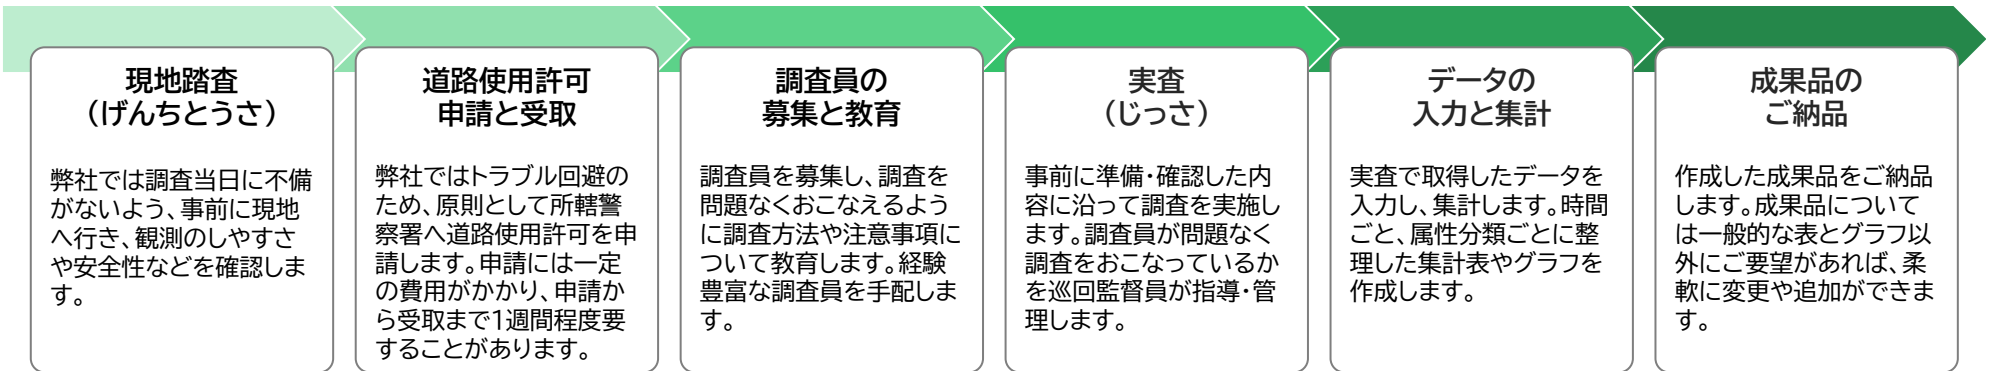 現地踏査
(げんちとうさ)
弊社では調査当日に不備
がないよう、事前に現地
へ行き、観測のしやすさ
や安全性などを確認しま
す。
道路使用許可
申請と受取
弊社ではトラブル回避の
ため、原則として所轄警
察署へ道路使用許可を申
請します。申請には一定
の費用がかかり、申請か
ら受取まで1週間程度要
することがあります。
調査員の
募集と教育
調査員を募集し、調査を
問題なくおこなえるよう
に調査方法や注意事項に
ついて教育します。経験
豊富な調査員を手配しま
す。
実査
(じっさ)
事前に準備・確認した内
容に沿って調査を実施し
ます。調査員が問題なく
調査をおこなっているか
を巡回監督員が指導・管
理します。
データの
入力と集計
実査で取得したデータを
入力し、集計します。時間
ごと、属性分類ごとに整
理した集計表やグラフを
作成します。
成果品の
ご納品
作成した成果品をご納品
します。成果品について
は一般的な表とグラフ以
外にご要望があれば、柔
軟に変更や追加ができま
す。